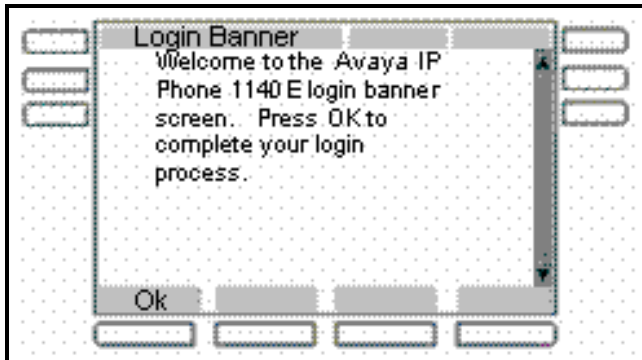 Login Banner
Welcome to the Avaya IP
Phone 1140 E login banner
screen. Press OK to
complete your login
process.
Ok